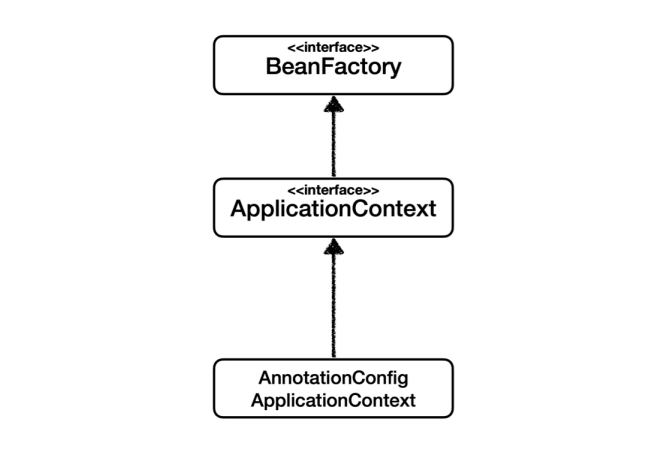 <<interface>>
BeanFactory
<<interface>>
ApplicationContext
AnnotationConfig
ApplicationContext